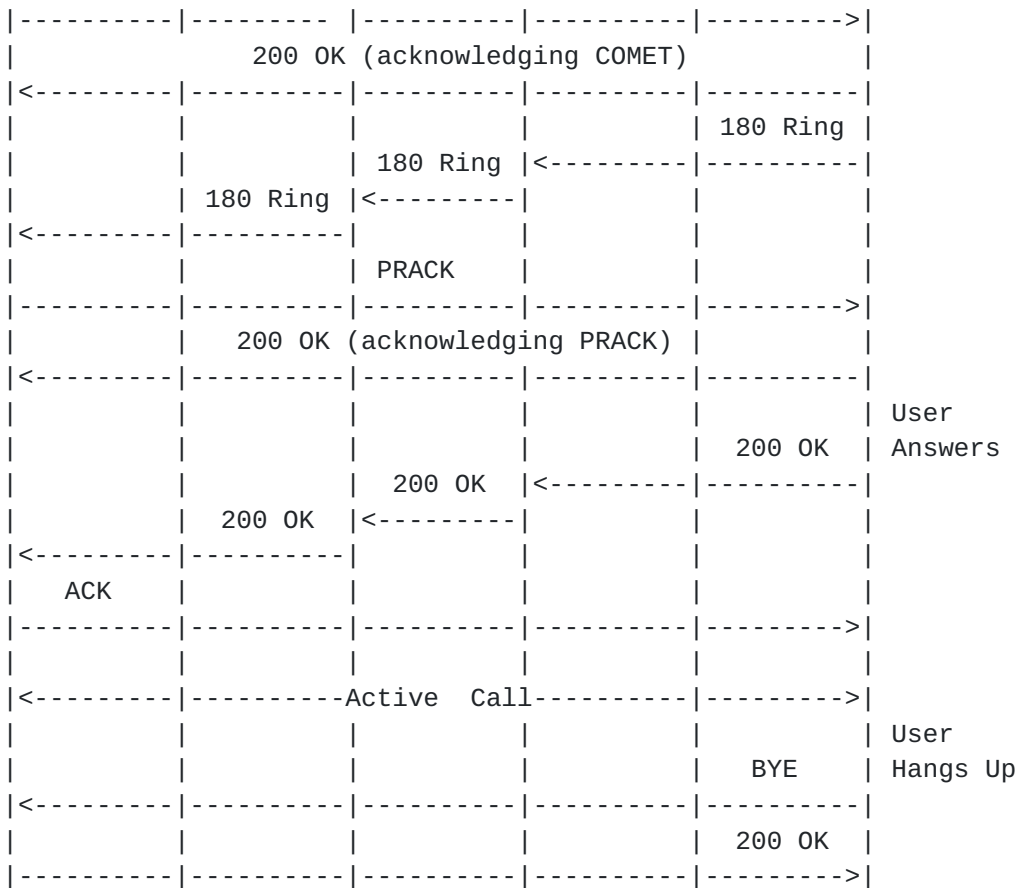 |----------|--------- |----------|----------|--------->|
|               200 OK (acknowledging COMET)           |
|<---------|----------|----------|----------|----------|
|          |          |          |          | 180 Ring |
|          |          | 180 Ring |<---------|----------|
|          | 180 Ring |<---------|          |          |
|<---------|----------|          |          |          |
|          |          | PRACK    |          |          |
|----------|----------|----------|----------|--------->|
|          |   200 OK (acknowledging PRACK) |          |
|<---------|----------|----------|----------|----------|
|          |          |          |          |          | User
|          |          |          |          |  200 OK  | Answers
|          |          |  200 OK  |<---------|----------|
|          |  200 OK  |<---------|          |          |
|<---------|----------|          |          |          |
|   ACK    |          |          |          |          |
|----------|----------|----------|----------|--------->|
|          |          |          |          |          |
|<---------|----------Active  Call----------|--------->|
|          |          |          |          |          | User
|          |          |          |          |   BYE    | Hangs Up
|<---------|----------|----------|----------|----------|
|          |          |          |          |  200 OK  |
|----------|----------|----------|----------|--------->|